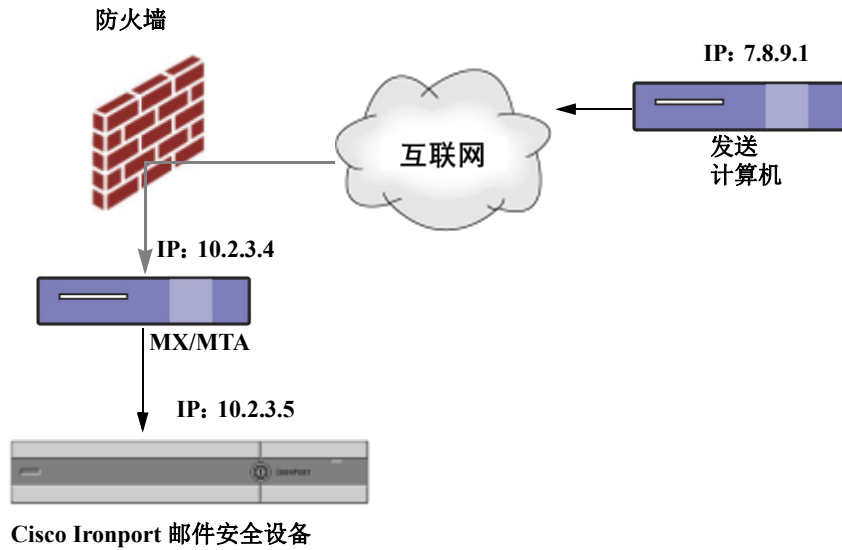 防火墙
IP: 7.8.9.1
互联网
发送
计算机
IP: 10.2.3.4
MX/MTA
IP: 10.2.3.5
IRONPORT
Cisco Ironport 邮件安全设备